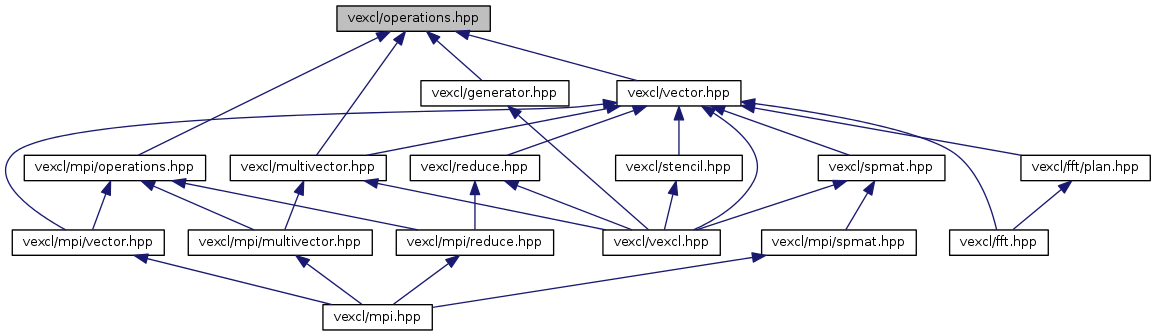 vexcl/operations.hpp
vexcl/generator.hpp
vexcl/vector.hpp
vexcl/mpi/operations.hpp
vexcl/multivector.hpp
vexcl/reduce.hpp
vexcl/stencil.hpp
vexcl/spmat.hpp
vexcl/fft/plan.hpp
vexcl/mpi/vector.hpp
vexcl/mpi/multivector.hpp
vexcl/mpi/reduce.hpp
vexcl/vexcl.hpp
vexcl/mpi/spmat.hpp
vexcl/fft.hpp
vexcl/mpi.hpp